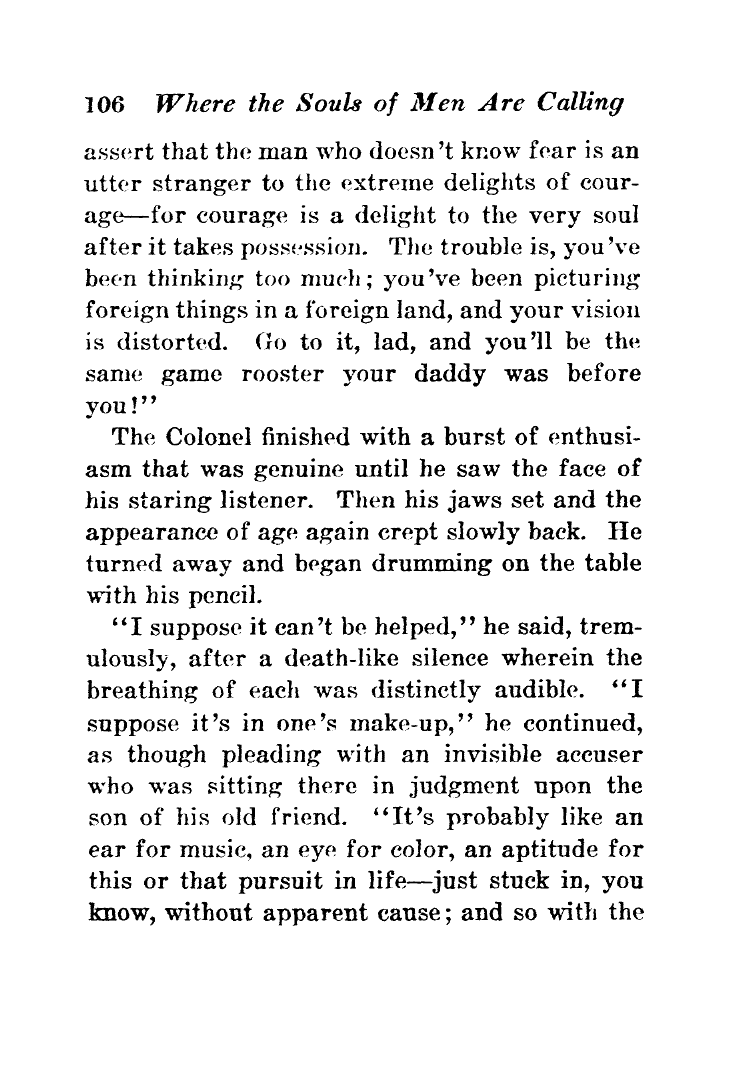 106 Where the Souls of Men Are Calling
assert that the man who doesn't know fear is an
utter stranger to the extreme delights of cour-
age—for courage is a delight to the very soul
after it takes possession. The trouble is, you've
been thinking too much; you've been picturing
foreign things in a foreign land, and your vision
is distorted. Go to it, lad, and you'll be the
same game rooster your daddy was before
you!"
The Colonel finished with a burst of enthusi-
asm that was genuine until he saw the face of
his staring listener. Then his jaws set and the
appearance of age again crept slowly back. He
turned away and began drumming on the table
with his pencil.
"I suppose it can't be helped," he said, trem-
ulously, after a death-like silence wherein the
breathing of each was distinctly audible. "I
suppose it's in one's make-up," he continued,
as though pleading with an invisible accuser
who was sitting there in judgment upon the
son of his old friend. "It's probably like an
ear for music, an eye for color, an aptitude for
this or that pursuit in life—just stuck in, you
know, without apparent cause; and so with the